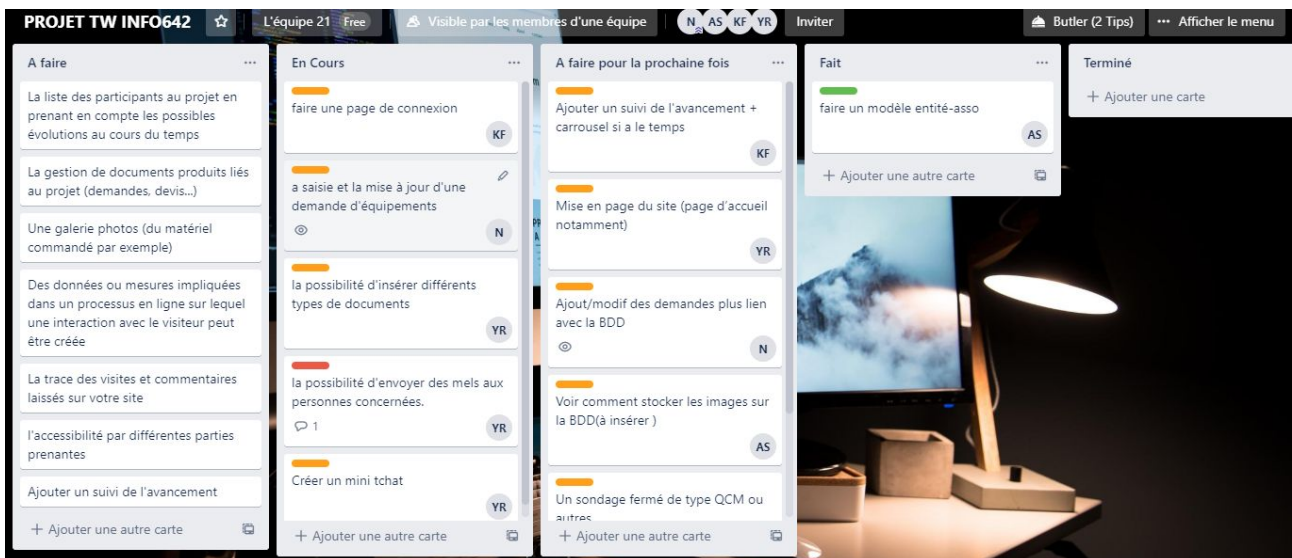 PROJET TW INFO642
L'équipe 21 Free
Visible par les membres d'une équipe
N AS KF YR
Inviter
Butler (2 Tips)
Afficher le menu
A faire
La liste des participants au projet en
prenant en compte les possibles
évolutions au cours du temps
La gestion de documents produits liés
au projet (demandes, devis...)
Une galerie photos (du matériel
commandé par exemple)
Des données ou mesures impliquées
dans un processus en ligne sur lequel
une interaction avec le visiteur peut
être créée
La trace des visites et commentaires
laissés sur votre site
l'accessibilité par différentes parties
prenantes
Ajouter un suivi de l'avancement
+ Ajouter une autre carte
En Cours
faire une page de connexion
KF
a saisie et la mise à jour d'une
demande d'équipements
N
la possibilité d'insérer différents
types de documents
YR
la possibilité d'envoyer des mels aux
personnes concernées.
1
YR
Créer un mini tchat
YR
+ Ajouter une autre carte
A faire pour la prochaine fois
Ajouter un suivi de l'avancement +
carrousel si a le temps
KF
Mise en page du site (page d'accueil
notamment)
YR
Ajout/modif des demandes plus lien
avec la BDD
N
Voir comment stocker les images sur
la BDD(à insérer )
AS
Un sondage fermé de type QCM ou
autres
+ Ajouter une autre carte
Fait
faire un modèle entité-asso
AS
+ Ajouter une autre carte
Terminé
+ Ajouter une carte